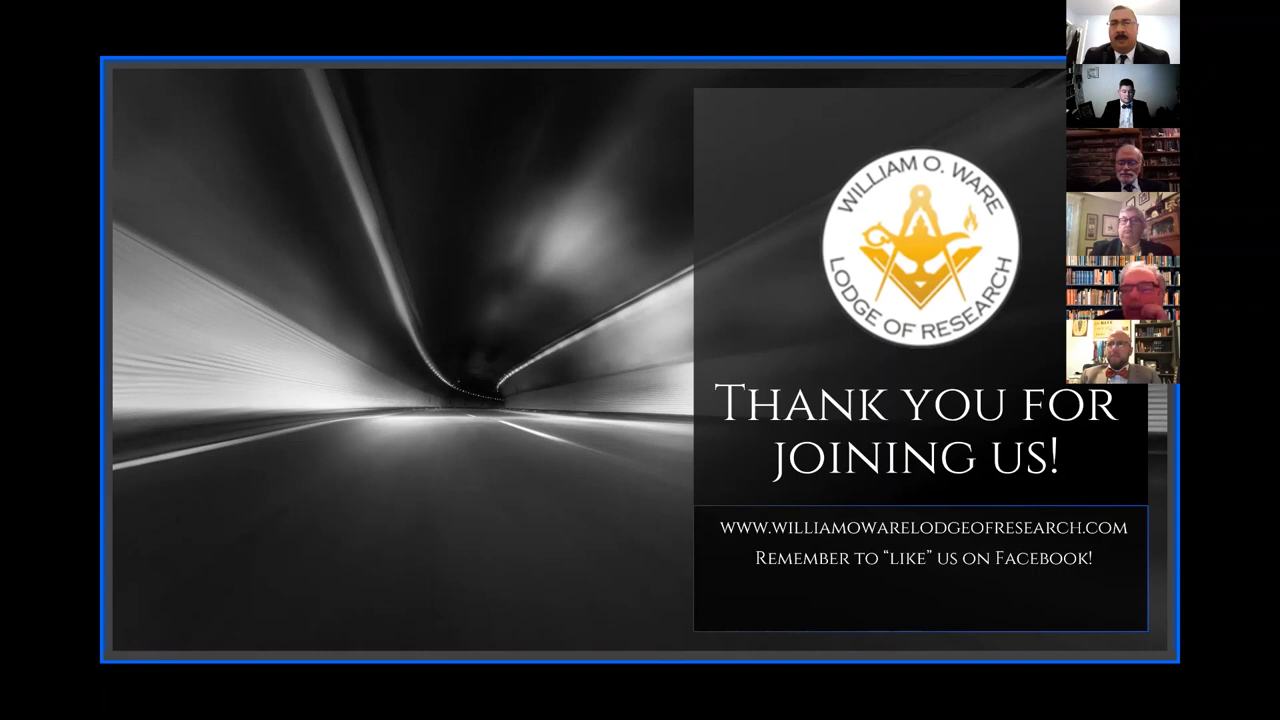 WILLIAM O. WARE
LODGE OF RESEARCH
THANK YOU FOR
JOINING US!
WWW.WILLIAMOWARELODGEOFRESEARCH.COM
REMEMBER TO “LIKE” US ON FACEBOOK!